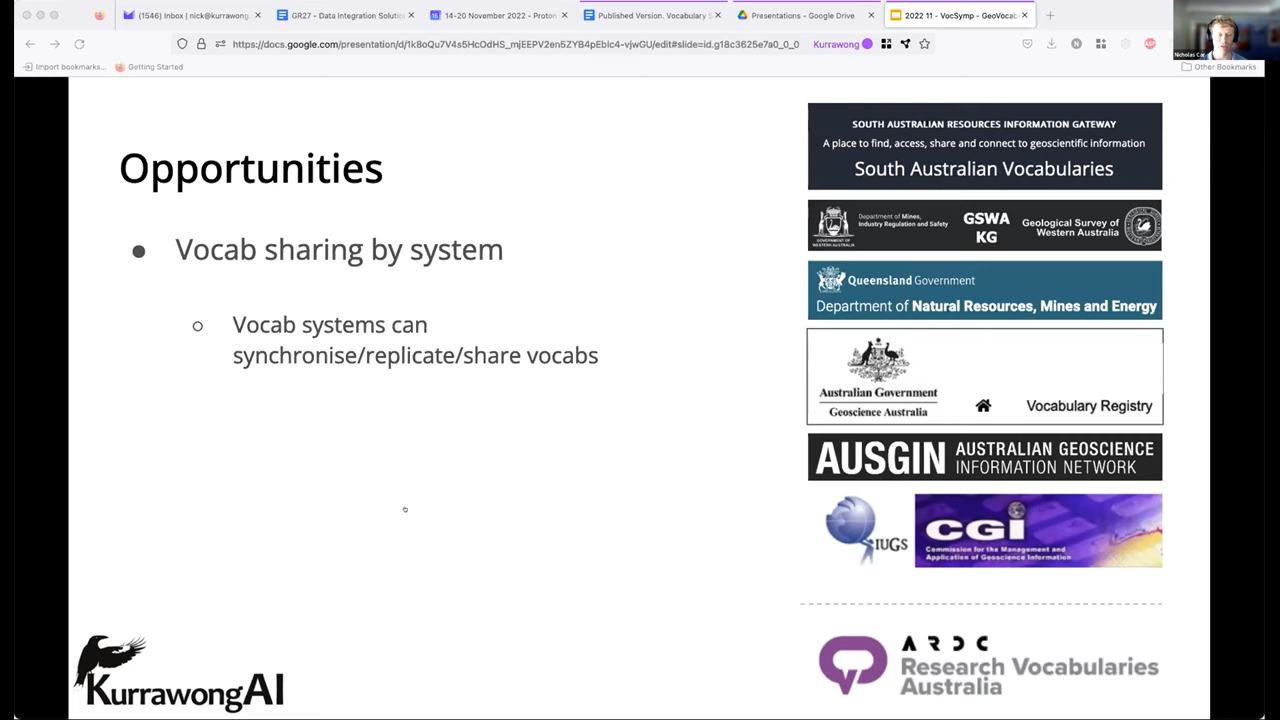 (1546) Inbox | nick@kurrawong.
GR27 - Data Integration Solutio
14-20 November 2022 - Proton
Published Version. Vocabulary S
Presentations - Google Drive
2022 11 - VocSymp - GeoVocab
https://docs.google.com/presentation/d/1k8oQu7V4s5HcOdHS_mjEEPV2en5ZYB4pEblc4-vjwGU/edit#slide=id.g18c3625e7a0_0_0
Kurrawong
Import bookmarks...
Getting Started
Other Bookmarks
Opportunities
Vocab sharing by system
Vocab systems can
synchronise/replicate/share vocabs
SOUTH AUSTRALIAN RESOURCES INFORMATION GATEWAY
A place to find, access, share and connect to geoscientific information
South Australian Vocabularies
Department of Mines,
Industry Regulation and Safety
GOVERNMENT OF
WESTERN AUSTRALIA
GSWA
KG
Geological Survey of
Western Australia
Queensland Government
Department of Natural Resources, Mines and Energy
Australian Government
Geoscience Australia
Vocabulary Registry
AUSGIN
AUSTRALIAN GEOSCIENCE
INFORMATION NETWORK
IUGS
CGI
Commission for the Management and
Application of Geoscience Information
KurrawongAI
ARDC
Research Vocabularies
Australia